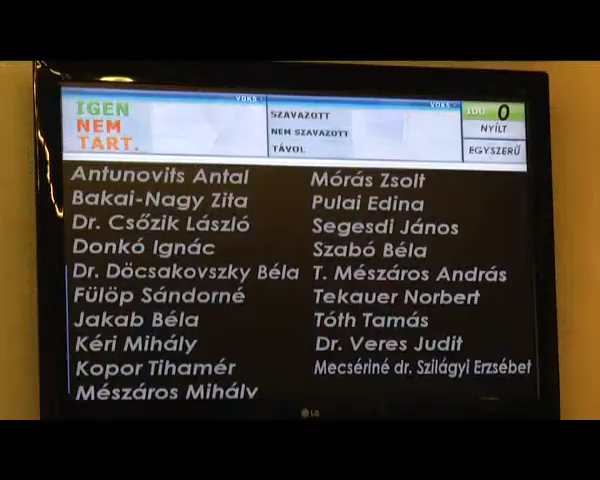 VOKS
VOKS
IGEN
NEM
TART.
SZAVAZOTT
NEM SZAVAZOTT
TÁVOL
IDŐ 0
NYÍLT
EGYSZERŰ
Antunovits Antal
Bakai-Nagy Zita
Dr. Csőzik László
Donkó Ignác
Dr. Döcsakovszky Béla
Fülöp Sándorné
Jakab Béla
Kéri Mihály
Kopor Tihamér
Mészáros Mihály
Mórás Zsolt
Pulai Edina
Segesdi János
Szabó Béla
T. Mészáros András
Tekauer Norbert
Tóth Tamás
Dr. Veres Judit
Mecsériné dr. Szilágyi Erzsébet
LG